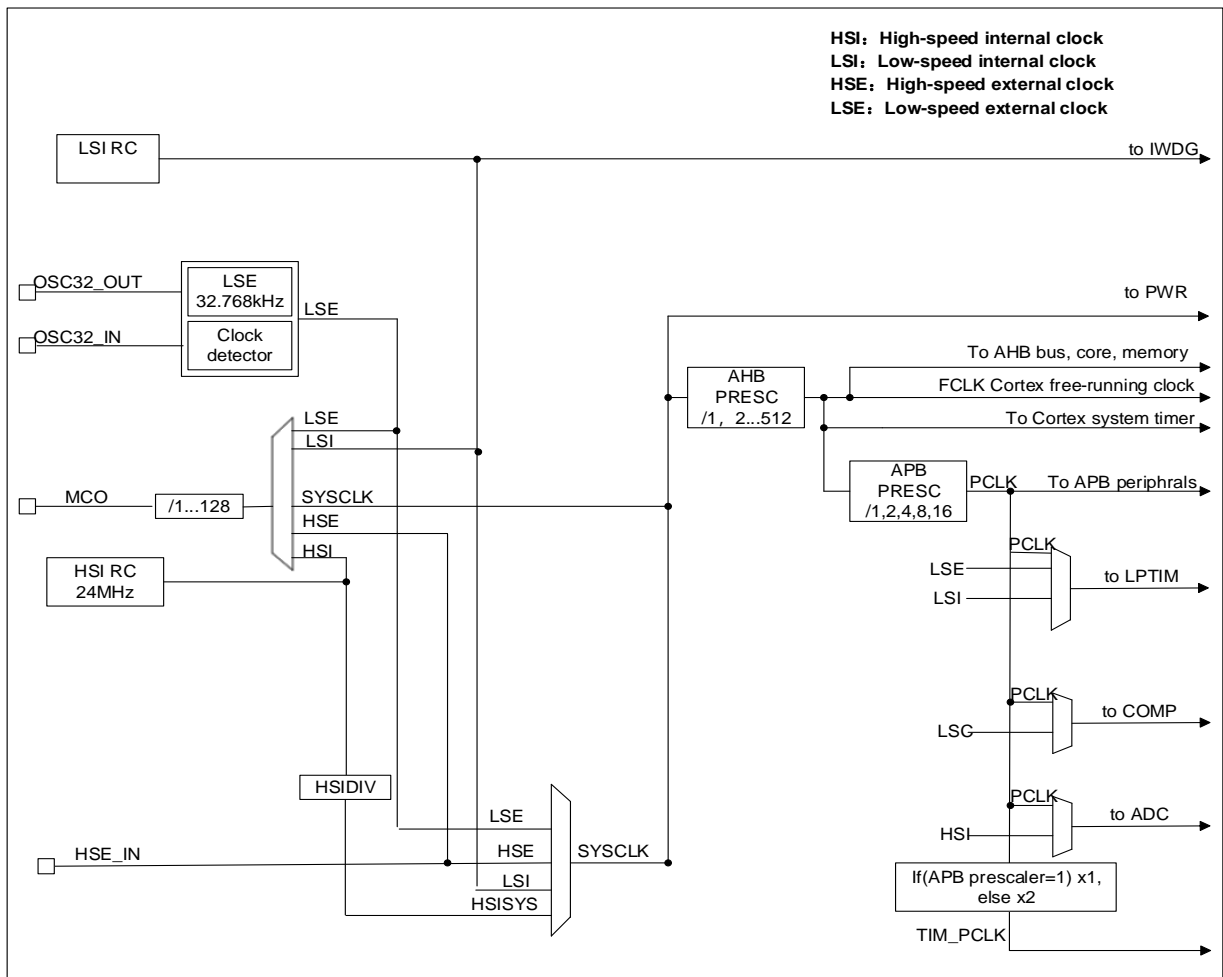 HSI：High-speed internal clock
LSI：Low-speed internal clock
HSE：High-speed external clock
LSE：Low-speed external clock
LSI RC
to IWDG
OSC32_OUT
OSC32_IN
LSE
32.768kHz
Clock
detector
LSE
to PWR
To AHB bus, core, memory
AHB
PRESC
/1, 2...512
FCLK Cortex free-running clock
To Cortex system timer
LSE
LSI
MCO
/1...128
SYSCLK
HSE
HSI
APB
PRESC
/1,2,4,8,16
PCLK
To APB periphrals
HSI RC
24MHz
PCLK
LSE
LSI
to LPTIM
PCLK
LSC
to COMP
HSIDIV
PCLK
HSI
to ADC
LSE
HSE_IN
HSE
SYSCLK
LSI
HSISYS
If(APB prescaler=1) x1,
else x2
TIM_PCLK